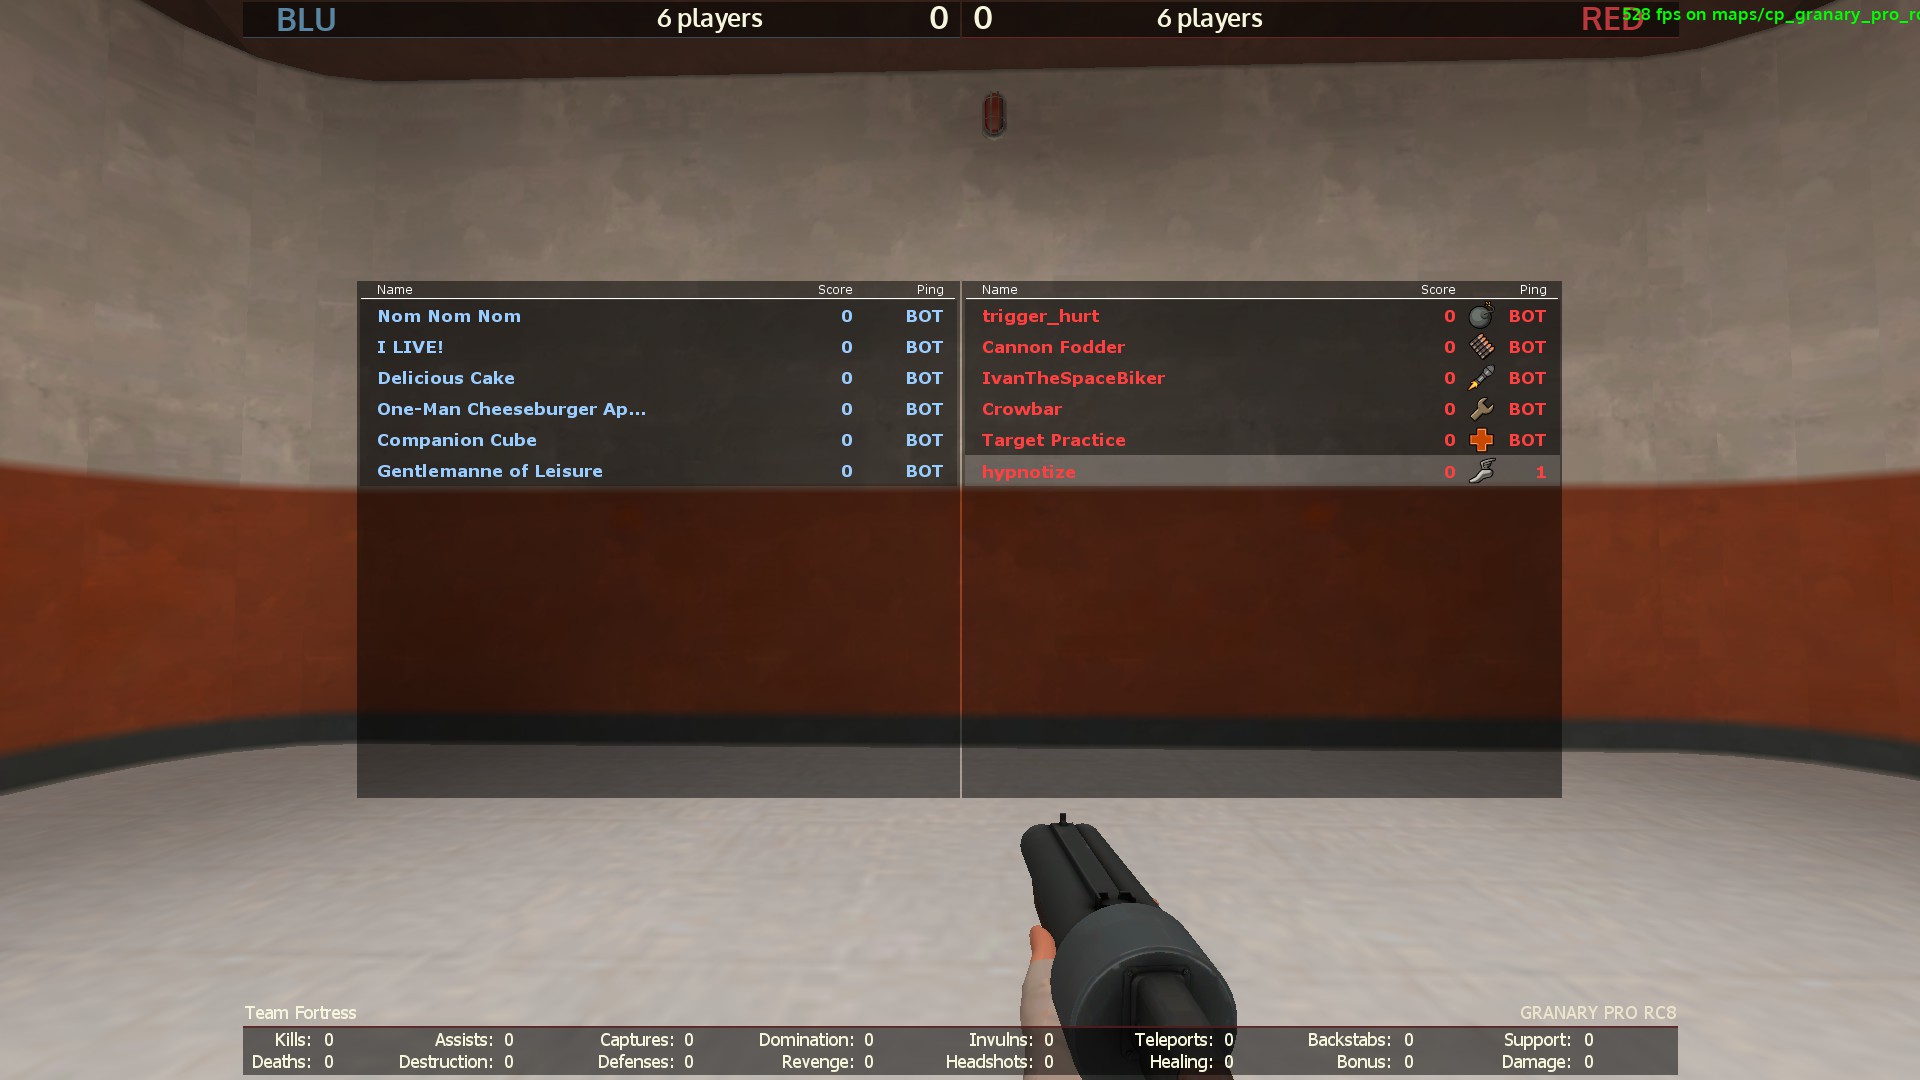 BLU 6 players 0 0 6 players RED
528 fps on maps/cp_granary_pro_rc
Name Score Ping
Nom Nom Nom 0 BOT
I LIVE! 0 BOT
Delicious Cake 0 BOT
One-Man Cheeseburger Ap... 0 BOT
Companion Cube 0 BOT
Gentlemanne of Leisure 0 BOT
Name Score Ping
trigger_hurt 0 BOT
Cannon Fodder 0 BOT
IvanTheSpaceBiker 0 BOT
Crowbar 0 BOT
Target Practice 0 BOT
hypnotize 0 1
Team Fortress GRANARY PRO RC8
Kills: 0 Assists: 0 Captures: 0 Domination: 0 Invulns: 0 Teleports: 0 Backstabs: 0 Support: 0
Deaths: 0 Destruction: 0 Defenses: 0 Revenge: 0 Headshots: 0 Healing: 0 Bonus: 0 Damage: 0